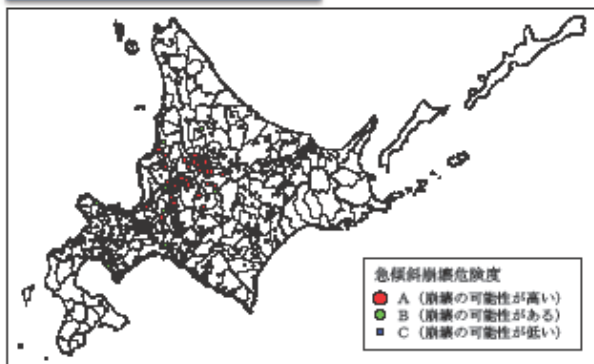 急傾斜崩壊危険度
A（崩壊の可能性が高い）
B（崩壊の可能性がある）
C（崩壊の可能性が低い）